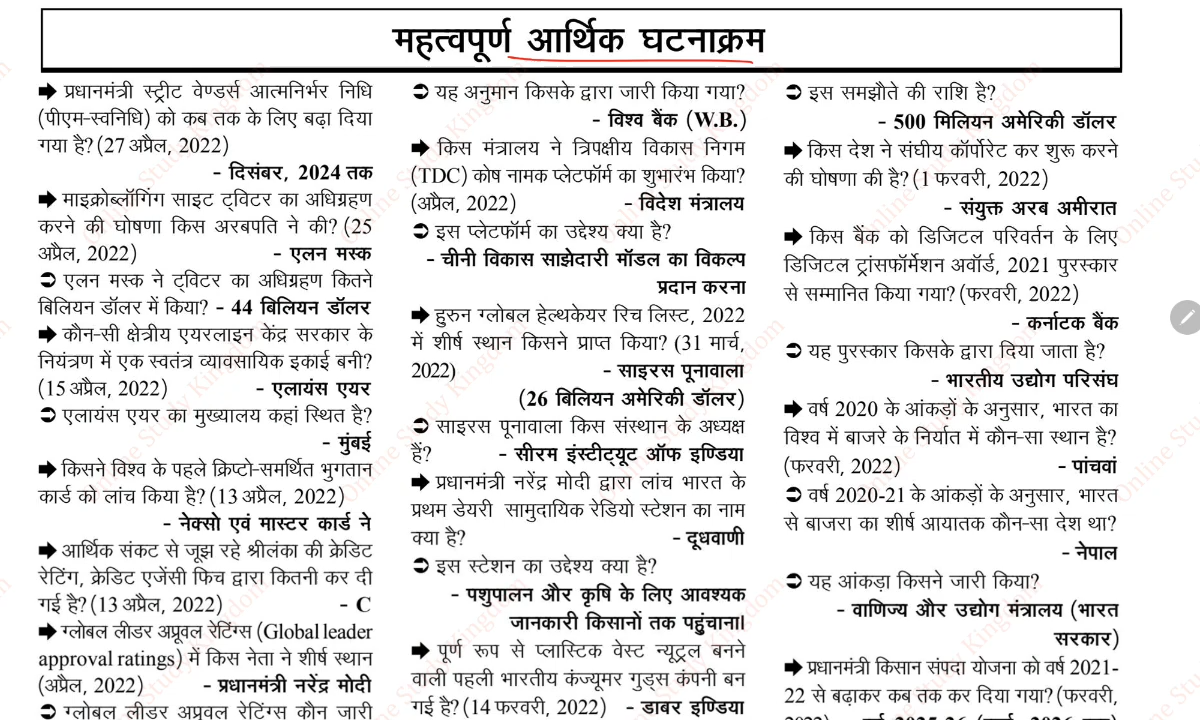 महत्वपूर्ण आर्थिक घटनाक्रम
➡ प्रधानमंत्री स्ट्रीट वेण्डर्स आत्मनिर्भर निधि
(पीएम-स्वनिधि) को कब तक के लिए बढ़ा दिया
गया है? (27 अप्रैल, 2022)
- दिसंबर, 2024 तक
➡ माइक्रोब्लॉगिंग साइट ट्विटर का अधिग्रहण
करने की घोषणा किस अरबपति ने की? (25
अप्रैल, 2022) - एलन मस्क
➲ एलन मस्क ने ट्विटर का अधिग्रहण कितने
बिलियन डॉलर में किया? - 44 बिलियन डॉलर
➡ कौन-सी क्षेत्रीय एयरलाइन केंद्र सरकार के
नियंत्रण में एक स्वतंत्र व्यावसायिक इकाई बनी?
(15 अप्रैल, 2022) - एलायंस एयर
➲ एलायंस एयर का मुख्यालय कहां स्थित है?
- मुंबई
➡ किसने विश्व के पहले क्रिप्टो-समर्थित भुगतान
कार्ड को लांच किया है? (13 अप्रैल, 2022)
- नेक्सो एवं मास्टर कार्ड ने
➡ आर्थिक संकट से जूझ रहे श्रीलंका की क्रेडिट
रेटिंग, क्रेडिट एजेंसी फिच द्वारा कितनी कर दी
गई है? (13 अप्रैल, 2022) - C
➡ ग्लोबल लीडर अप्रूवल रेटिंग्स (Global leader
approval ratings) में किस नेता ने शीर्ष स्थान
(अप्रैल, 2022) - प्रधानमंत्री नरेंद्र मोदी
➲ ग्लोबल लीडर अप्रूवल रेटिंग्स कौन जारी
➲ यह अनुमान किसके द्वारा जारी किया गया?
- विश्व बैंक (W.B.)
➡ किस मंत्रालय ने त्रिपक्षीय विकास निगम
(TDC) कोष नामक प्लेटफॉर्म का शुभारंभ किया?
(अप्रैल, 2022) - विदेश मंत्रालय
➲ इस प्लेटफॉर्म का उद्देश्य क्या है?
- चीनी विकास साझेदारी मॉडल का विकल्प
प्रदान करना
➡ हुरुन ग्लोबल हेल्थकेयर रिच लिस्ट, 2022
में शीर्ष स्थान किसने प्राप्त किया? (31 मार्च,
2022) - साइरस पूनावाला
(26 बिलियन अमेरिकी डॉलर)
➲ साइरस पूनावाला किस संस्थान के अध्यक्ष
हैं? - सीरम इंस्टीट्यूट ऑफ इण्डिया
➡ प्रधानमंत्री नरेंद्र मोदी द्वारा लांच भारत के
प्रथम डेयरी सामुदायिक रेडियो स्टेशन का नाम
क्या है? - दूधवाणी
➲ इस स्टेशन का उद्देश्य क्या है?
- पशुपालन और कृषि के लिए आवश्यक
जानकारी किसानों तक पहुंचाना।
➡ पूर्ण रूप से प्लास्टिक वेस्ट न्यूट्रल बनने
वाली पहली भारतीय कंज्यूमर गुड्स कंपनी बन
गई है? (14 फरवरी, 2022) - डाबर इण्डिया
➲ इस समझौते की राशि है?
- 500 मिलियन अमेरिकी डॉलर
➡ किस देश ने संघीय कॉर्पोरेट कर शुरू करने
की घोषणा की है? (1 फरवरी, 2022)
- संयुक्त अरब अमीरात
➡ किस बैंक को डिजिटल परिवर्तन के लिए
डिजिटल ट्रांसफॉर्मेशन अवॉर्ड, 2021 पुरस्कार
से सम्मानित किया गया? (फरवरी, 2022)
- कर्नाटक बैंक
➲ यह पुरस्कार किसके द्वारा दिया जाता है?
- भारतीय उद्योग परिसंघ
➡ वर्ष 2020 के आंकड़ों के अनुसार, भारत का
विश्व में बाजरे के निर्यात में कौन-सा स्थान है?
(फरवरी, 2022) - पांचवां
➲ वर्ष 2020-21 के आंकड़ों के अनुसार, भारत
से बाजरा का शीर्ष आयातक कौन-सा देश था?
- नेपाल
➲ यह आंकड़ा किसने जारी किया?
- वाणिज्य और उद्योग मंत्रालय (भारत
सरकार)
➡ प्रधानमंत्री किसान संपदा योजना को वर्ष 2021-
22 से बढ़ाकर कब तक कर दिया गया? (फरवरी,